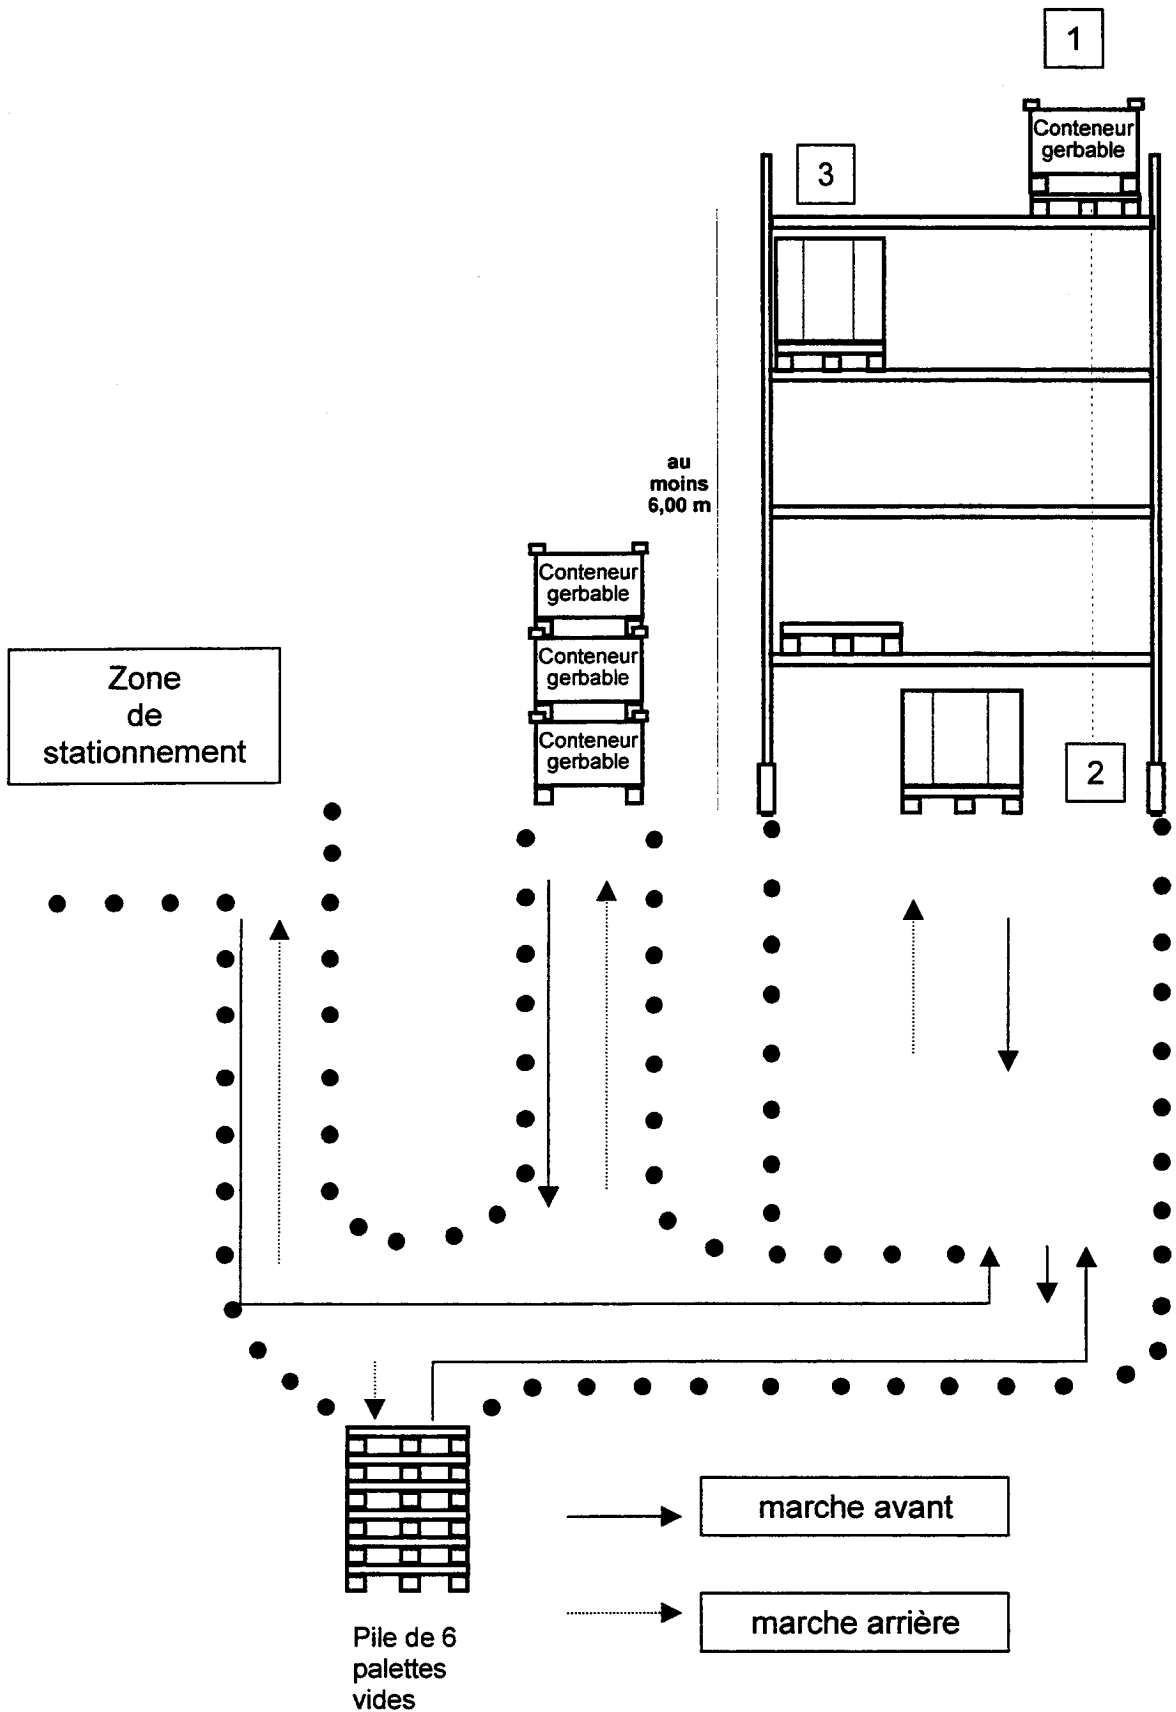 1
Conteneur
gerbable
3
au
moins
6,00 m
Conteneur
gerbable
Conteneur
gerbable
Conteneur
gerbable
Zone
de
stationnement
2
marche avant
marche arrière
Pile de 6
palettes
vides